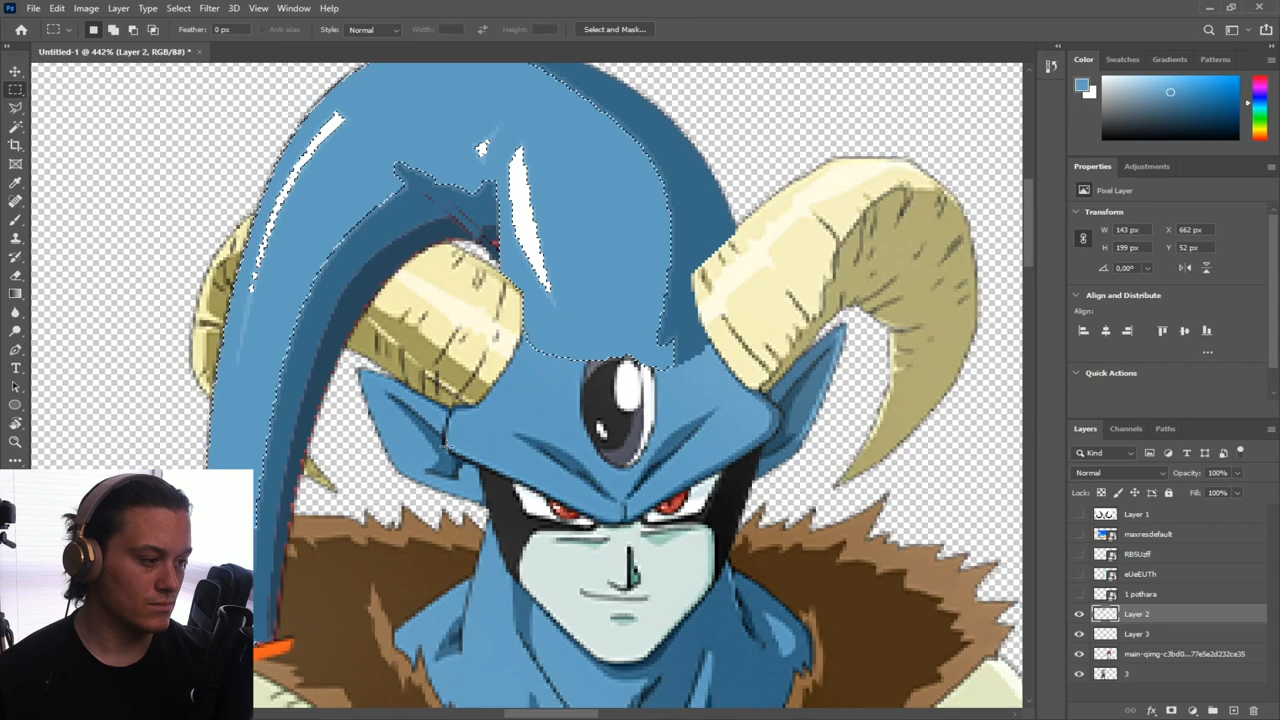 Ps File Edit Image Layer Type Select Filter 3D View Window Help
Feather: 0 px Anti-alias Style: Normal Width: Height: Select and Mask...
Untitled-1 @ 442% (Layer 2, RGB/8#) * ×
Color Swatches Gradients Patterns
Properties Adjustments
Pixel Layer
Transform
W: 143 px X: 662 px
H: 199 px Y: 52 px
0,00°
Align and Distribute
Align:
...
Quick Actions
Layers Channels Paths
Kind
Normal Opacity: 100%
Lock: Fill: 100%
Layer 1
maxresdefault
RBSUzff
eUeEUTh
1 pothara
Layer 2
Layer 3
main-qimg-c3bd0...77e5e2d232ce35
3
fx